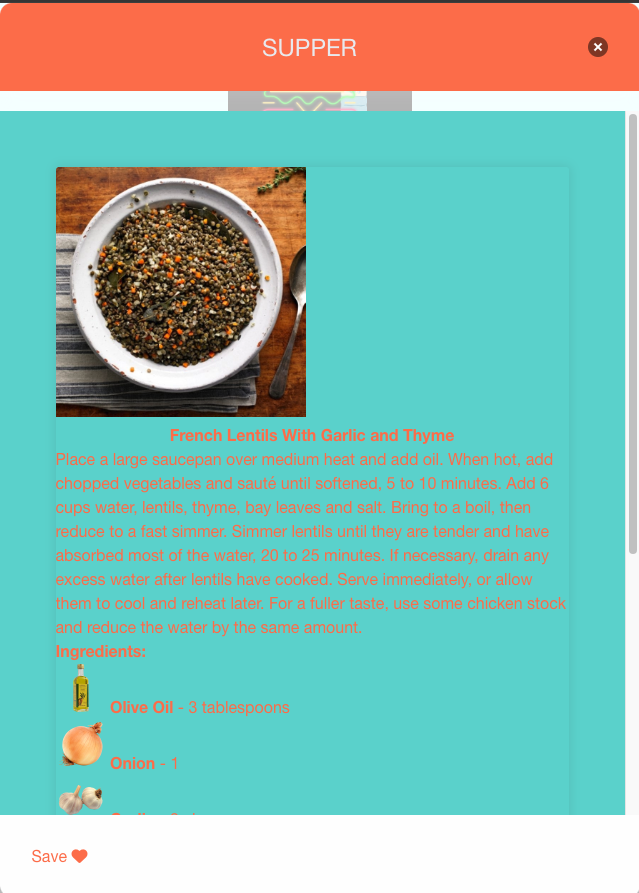 SUPPER
French Lentils With Garlic and Thyme
Place a large saucepan over medium heat and add oil. When hot, add
chopped vegetables and sauté until softened, 5 to 10 minutes. Add 6
cups water, lentils, thyme, bay leaves and salt. Bring to a boil, then
reduce to a fast simmer. Simmer lentils until they are tender and have
absorbed most of the water, 20 to 25 minutes. If necessary, drain any
excess water after lentils have cooked. Serve immediately, or allow
them to cool and reheat later. For a fuller taste, use some chicken stock
and reduce the water by the same amount.
Ingredients:
Olive Oil - 3 tablespoons
Onion - 1
Save